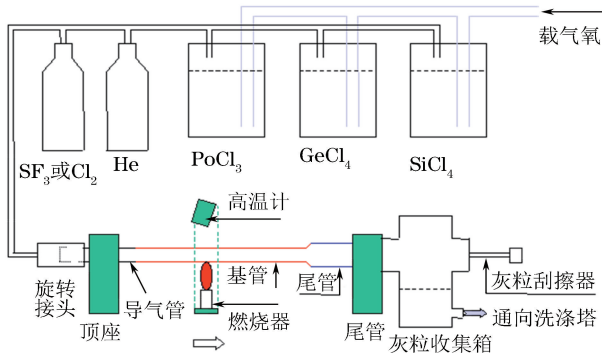 载气氧
SF3或Cl2
He
PoCl3
GeCl4
SiCl4
高温计
旋转
接头
导气管
顶座
基管
燃烧器
尾管
尾管
灰粒刮擦器
通向洗涤塔
灰粒收集箱